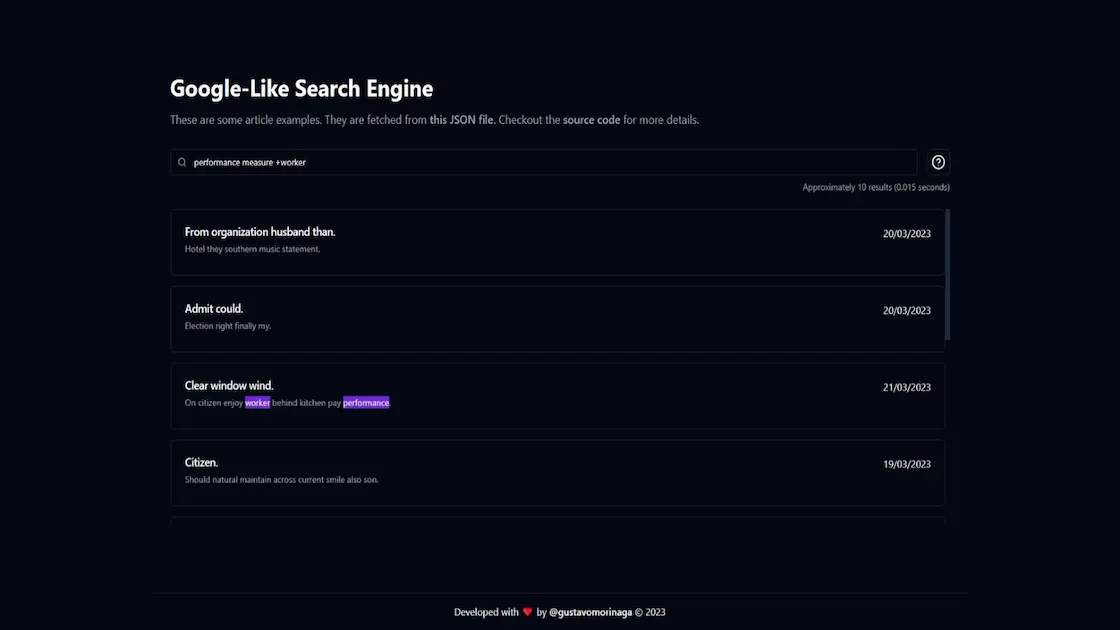 Google-Like Search Engine
These are some article examples. They are fetched from this JSON file. Checkout the source code for more details.
performance measure +worker
Approximately 10 results (0.015 seconds)
From organization husband than.
20/03/2023
Hotel they southern music statement.
Admit could.
20/03/2023
Election right finally my.
Clear window wind.
21/03/2023
On citizen enjoy worker behind kitchen pay performance.
Citizen.
19/03/2023
Should natural maintain across current smile also son.
Developed with ❤ by @gustavomorinaga © 2023